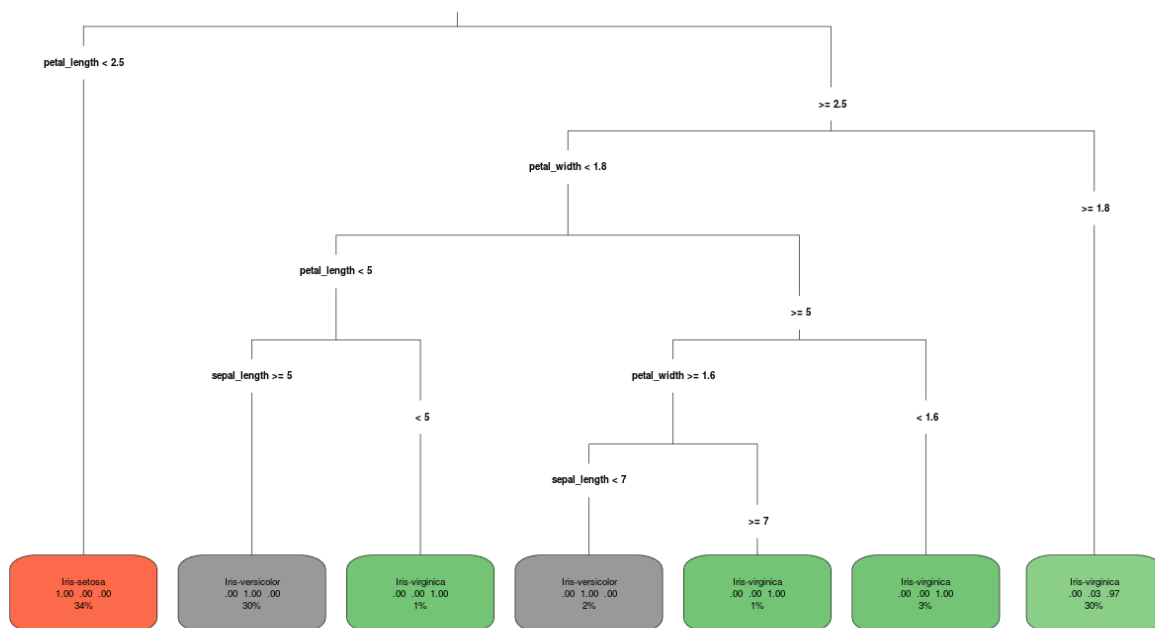 petal_length < 2.5
>= 2.5
petal_width < 1.8
>= 1.8
petal_length < 5
>= 5
sepal_length >= 5
petal_width >= 1.6
< 5
< 1.6
sepal_length < 7
>= 7
Iris-setosa
1.00 .00 .00
34%
Iris-versicolor
.00 1.00 .00
30%
Iris-virginica
.00 .00 1.00
1%
Iris-versicolor
.00 1.00 .00
2%
Iris-virginica
.00 .00 1.00
1%
Iris-virginica
.00 .00 1.00
3%
Iris-virginica
.00 .03 .97
30%